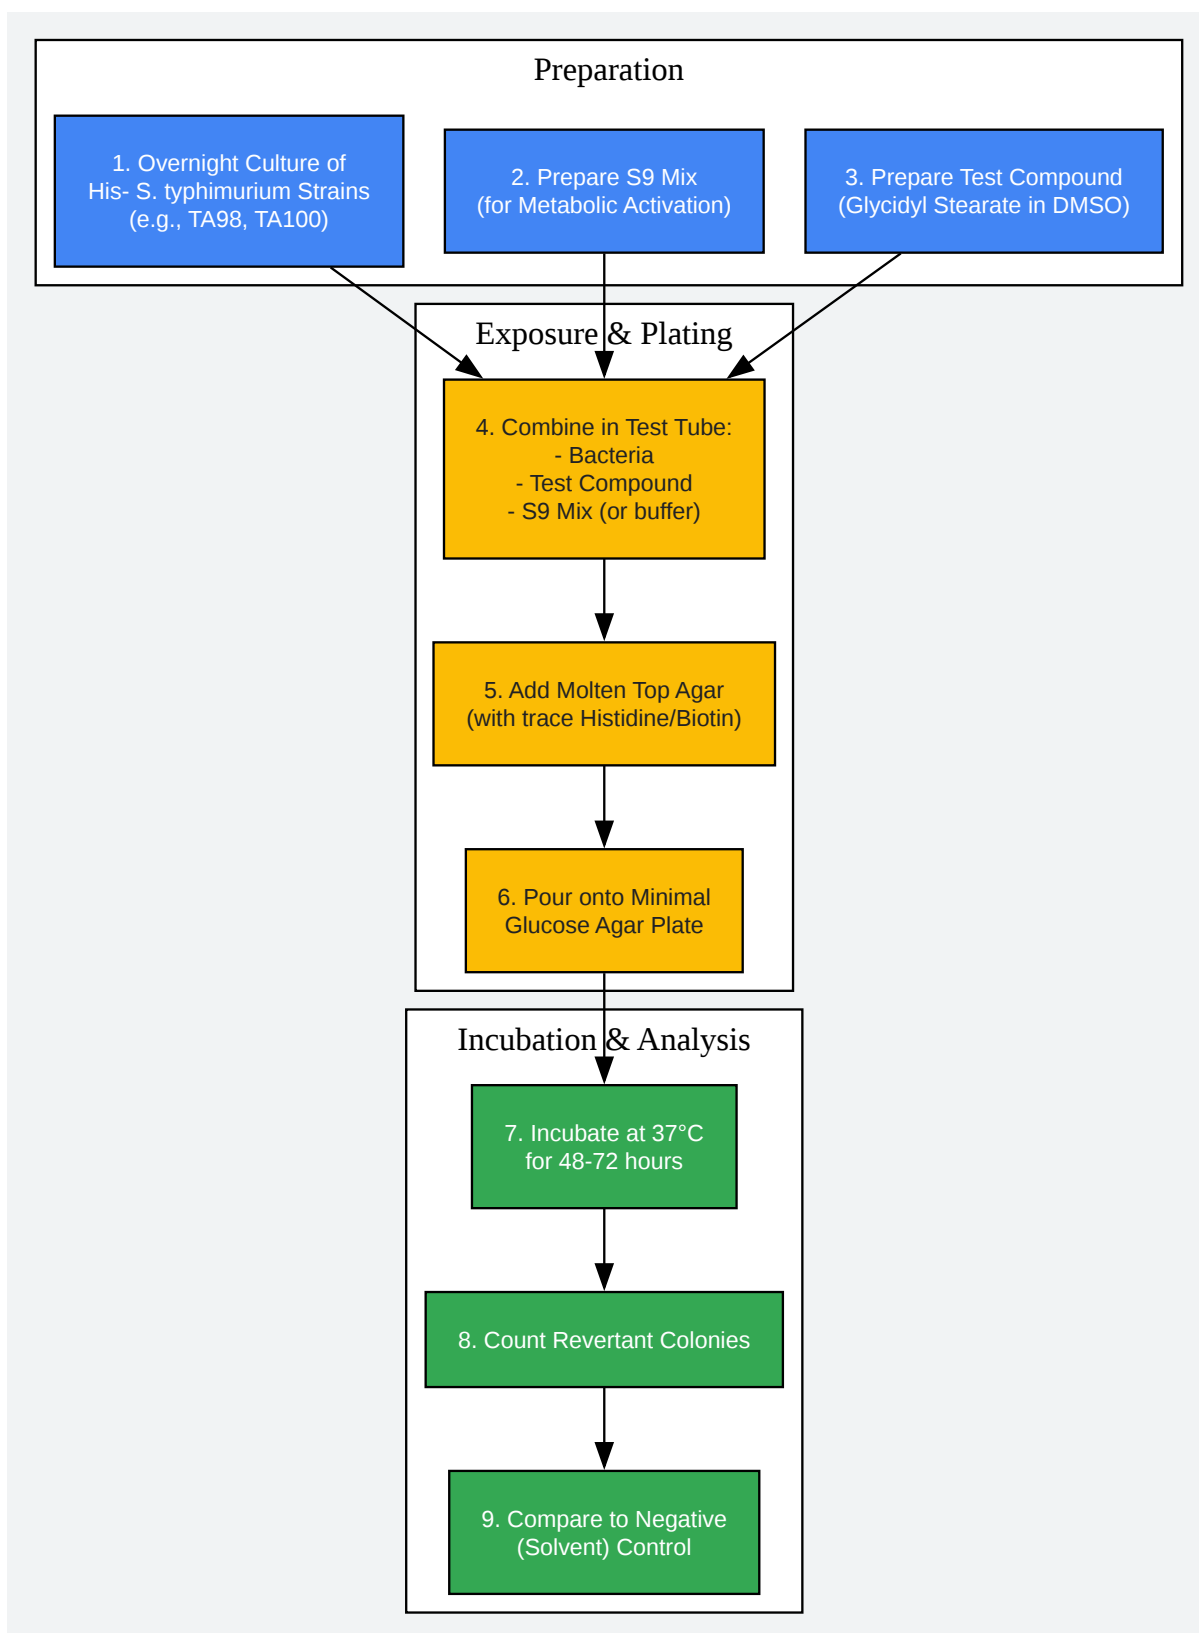 Preparation
1. Overnight Culture of
His- S. typhimurium Strains
(e.g., TA98, TA100)
2. Prepare S9 Mix
(for Metabolic Activation)
3. Prepare Test Compound
(Glycidyl Stearate in DMSO)
Exposure & Plating
4. Combine in Test Tube:
- Bacteria
- Test Compound
- S9 Mix (or buffer)
5. Add Molten Top Agar
(with trace Histidine/Biotin)
6. Pour onto Minimal
Glucose Agar Plate
Incubation & Analysis
7. Incubate at 37°C
for 48-72 hours
8. Count Revertant Colonies
9. Compare to Negative
(Solvent) Control